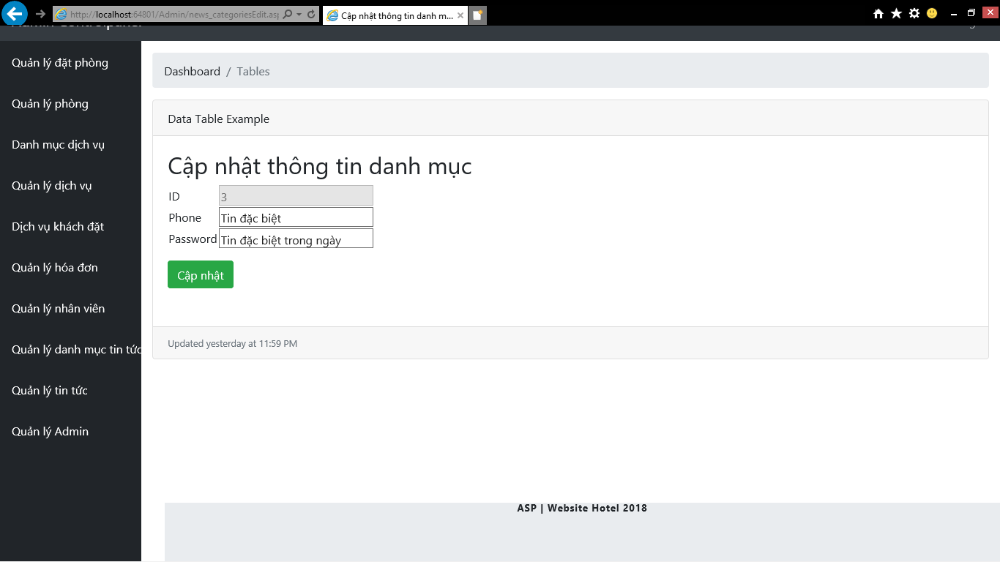 http://localhost:64801/Admin/news_categoriesEdit.asp
Cập nhật thông tin danh m...
Admin Controlpanel
Quản lý đặt phòng
Quản lý phòng
Danh mục dịch vụ
Quản lý dịch vụ
Dịch vụ khách đặt
Quản lý hóa đơn
Quản lý nhân viên
Quản lý danh mục tin tức
Quản lý tin tức
Quản lý Admin
Dashboard / Tables
Data Table Example
Cập nhật thông tin danh mục
ID 3
Phone Tin đặc biệt
Password Tin đặc biệt trong ngày
Cập nhật
Updated yesterday at 11:59 PM
ASP | Website Hotel 2018